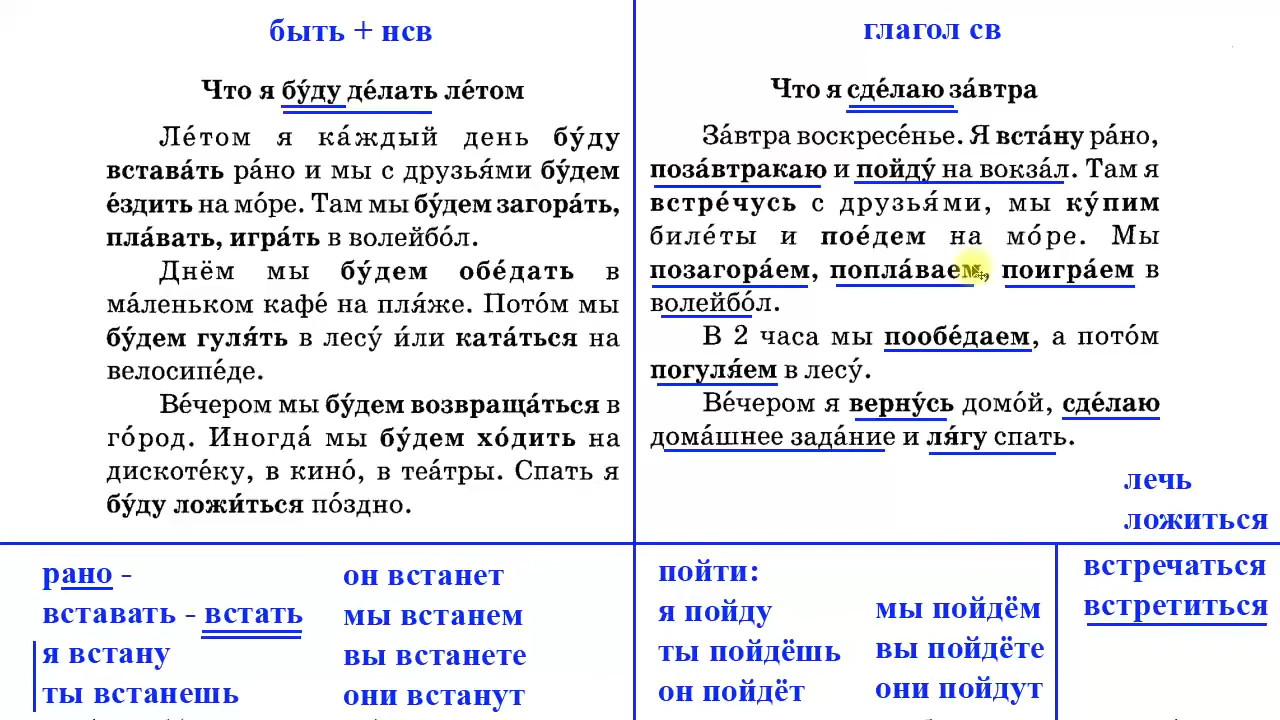 быть + нсв
Что я бу́ду де́лать ле́том
Ле́том я ка́ждый день бу́ду
встава́ть ра́но и мы с друзья́ми бу́дем
е́здить на мо́ре. Там мы бу́дем загора́ть,
пла́вать, игра́ть в волейбо́л.
Днём мы бу́дем обе́дать в
ма́леньком кафе́ на пля́же. Пото́м мы
бу́дем гуля́ть в лесу́ и́ли ката́ться на
велосипе́де.
Ве́чером мы бу́дем возвраща́ться в
го́род. Иногда́ мы бу́дем ходи́ть на
дискоте́ку, в кино́, в теа́тры. Спать я
бу́ду ложи́ться по́здно.
глагол св
Что я сде́лаю за́втра
За́втра воскресе́нье. Я вста́ну ра́но,
поза́втракаю и пойду́ на вокза́л. Там я
встре́чусь с друзья́ми, мы ку́пим
биле́ты и пое́дем на мо́ре. Мы
позагора́ем, попла́ваем, поигра́ем в
волейбо́л.
В 2 часа мы пообе́даем, а пото́м
погуля́ем в лесу́.
Ве́чером я верну́сь домо́й, сде́лаю
дома́шнее зада́ние и ля́гу спать.
лечь
ложиться
рано -
вставать - встать
я встану
ты встанешь
он встанет
мы встанем
вы встанете
они встанут
пойти:
я пойду
ты пойдёшь
он пойдёт
мы пойдём
вы пойдёте
они пойдут
встречаться
встретиться